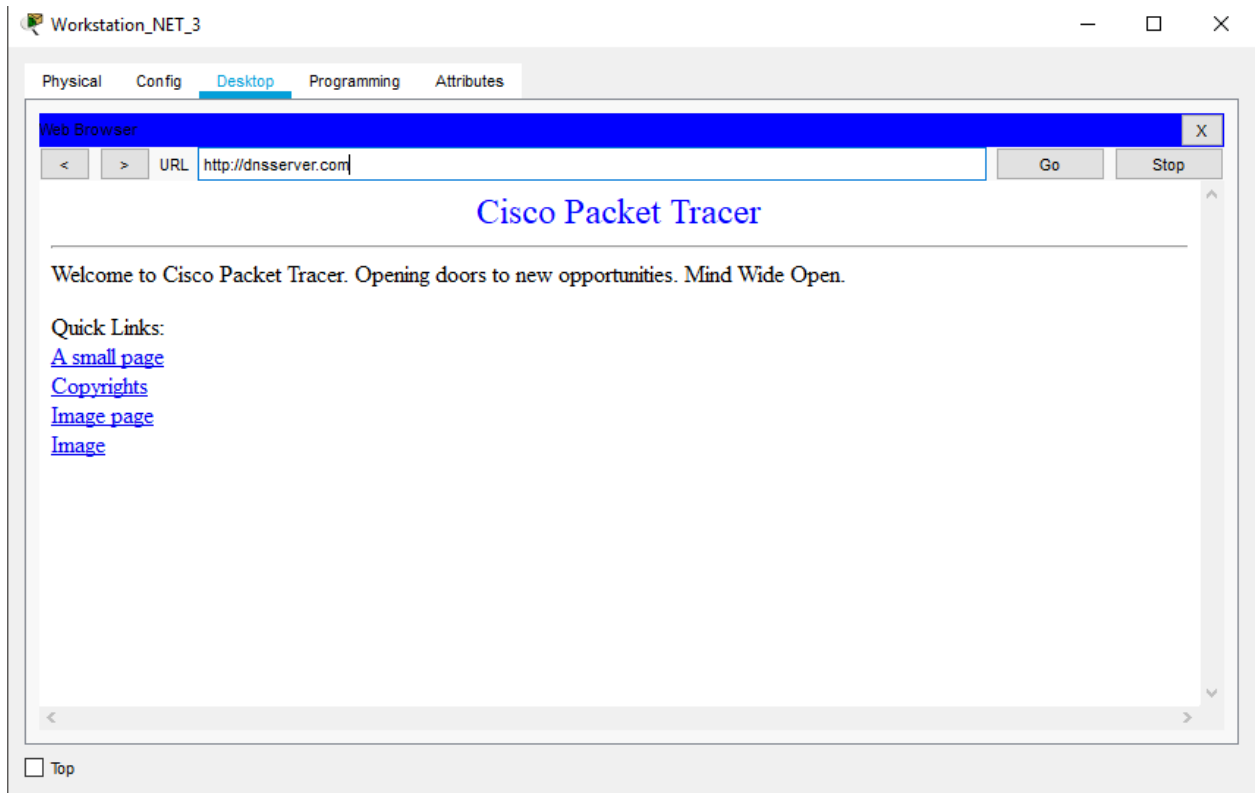 Workstation_NET_3
Physical Config Desktop Programming Attributes
Web Browser X
< > URL http://dnsserver.com Go Stop
Cisco Packet Tracer
Welcome to Cisco Packet Tracer. Opening doors to new opportunities. Mind Wide Open.
Quick Links:
A small page
Copyrights
Image page
Image
Top